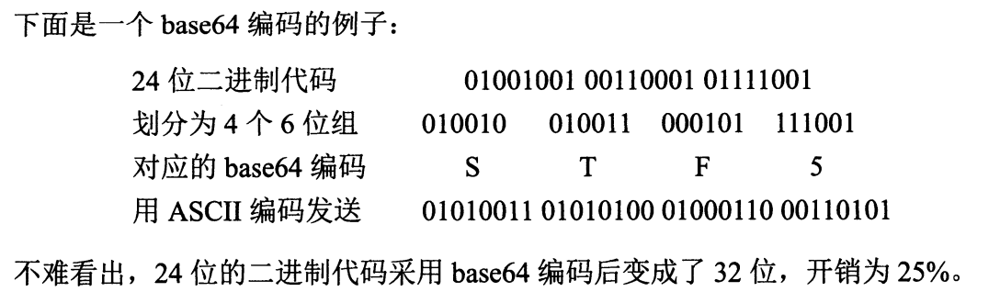 下面是一个 base64 编码的例子：
24 位二进制代码 01001001 00110001 01111001
划分为 4 个 6 位组 010010 010011 000101 111001
对应的 base64 编码 S T F 5
用 ASCII 编码发送 01010011 01010100 01000110 00110101
不难看出，24 位的二进制代码采用 base64 编码后变成了 32 位，开销为 25%。